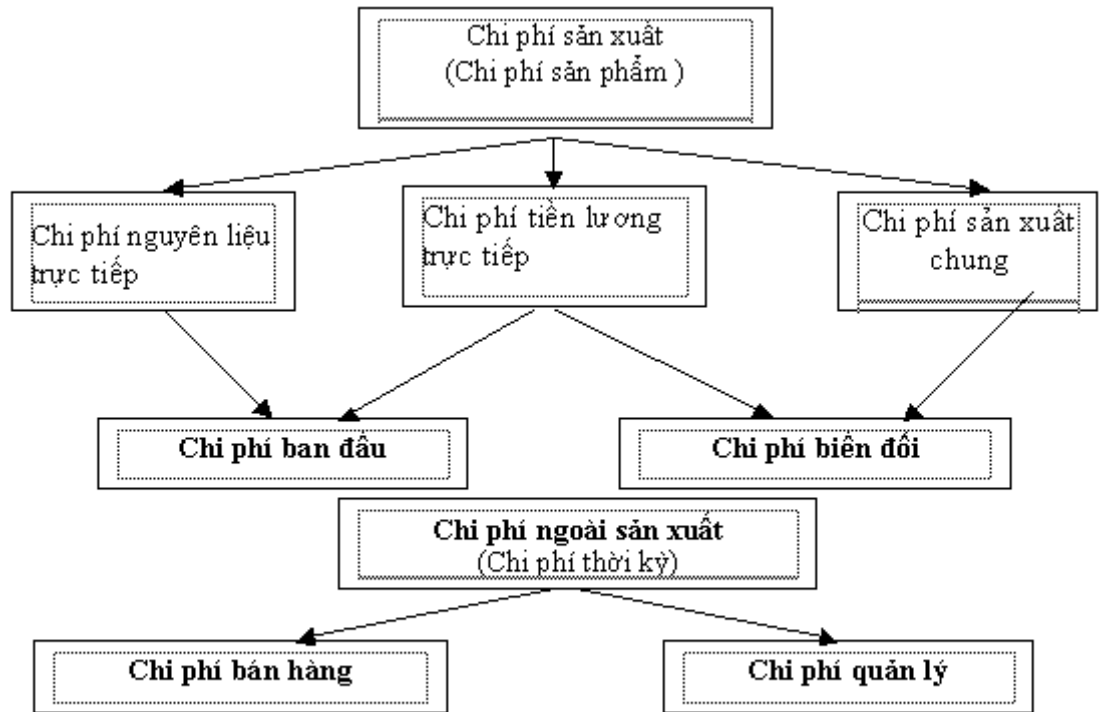 Chi phí sản xuất
(Chi phí sản phẩm )
Chi phí nguyên liệu
trực tiếp
Chi phí tiền lương
trực tiếp
Chi phí sản xuất
chung
Chi phí ban đầu
Chi phí biến đổi
Chi phí ngoài sản xuất
(Chi phí thời kỳ)
Chi phí bán hàng
Chi phí quản lý